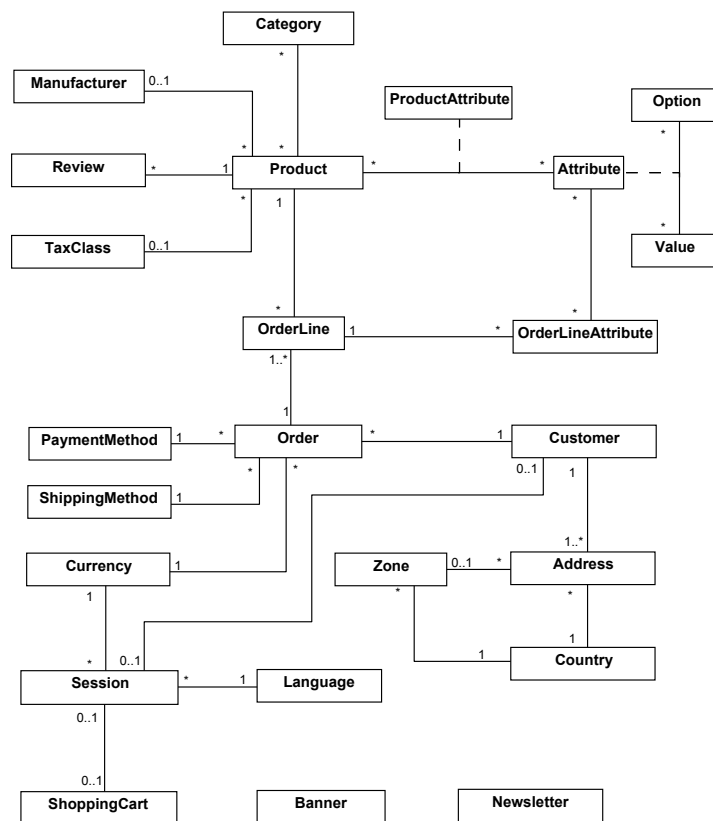 Category
*
Manufacturer
0..1
ProductAttribute
Option
*
*
*
Review
*
1
Product
*
*
Attribute
*
1
*
TaxClass
0..1
*
Value
*
*
OrderLine
1
*
OrderLineAttribute
1..*
1
PaymentMethod
1
*
Order
*
1
Customer
*
*
0..1
1
ShippingMethod
1
1..*
Currency
1
Zone
0..1
*
Address
1
*
*
*
0..1
1
1
Country
Session
*
1
Language
0..1
0..1
ShoppingCart
Banner
Newsletter